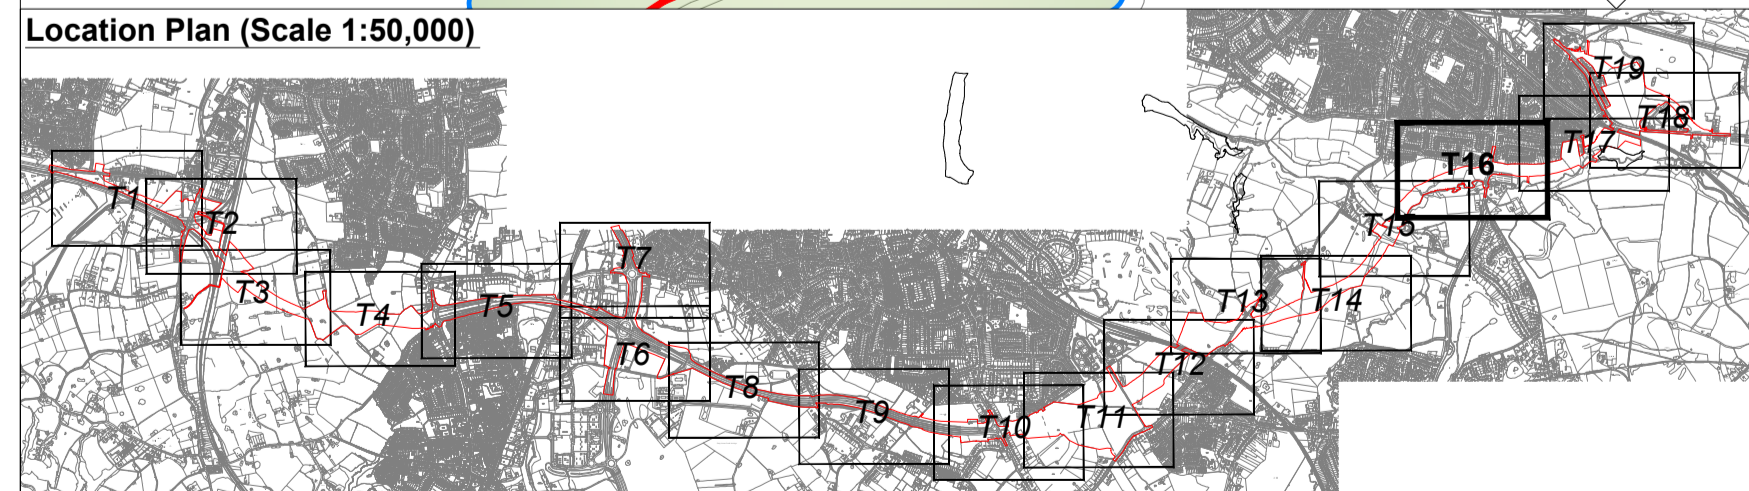 Location Plan (Scale 1:50,000)
T1
T2
T3
T4
T5
T6
T7
T8
T9
T10
T11
T12
T13
T14
T15
T16
T17
T18
T19